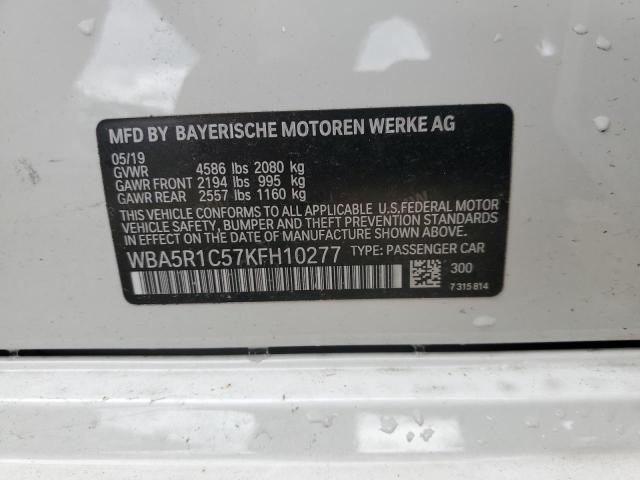 MFD BY BAYERISCHE MOTOREN WERKE AG
05/19
GVWR 4586 lbs 2080 kg
GAWR FRONT 2194 lbs 995 kg
GAWR REAR 2557 lbs 1160 kg
THIS VEHICLE CONFORMS TO ALL APPLICABLE U.S.FEDERAL MOTOR
VEHICLE SAFETY, BUMPER AND THEFT PREVENTION STANDARDS
IN EFFECT ON THE DATE OF MANUFACTURE SHOWN ABOVE.
WBA5R1C57KFH10277 TYPE: PASSENGER CAR
300
7 315 814